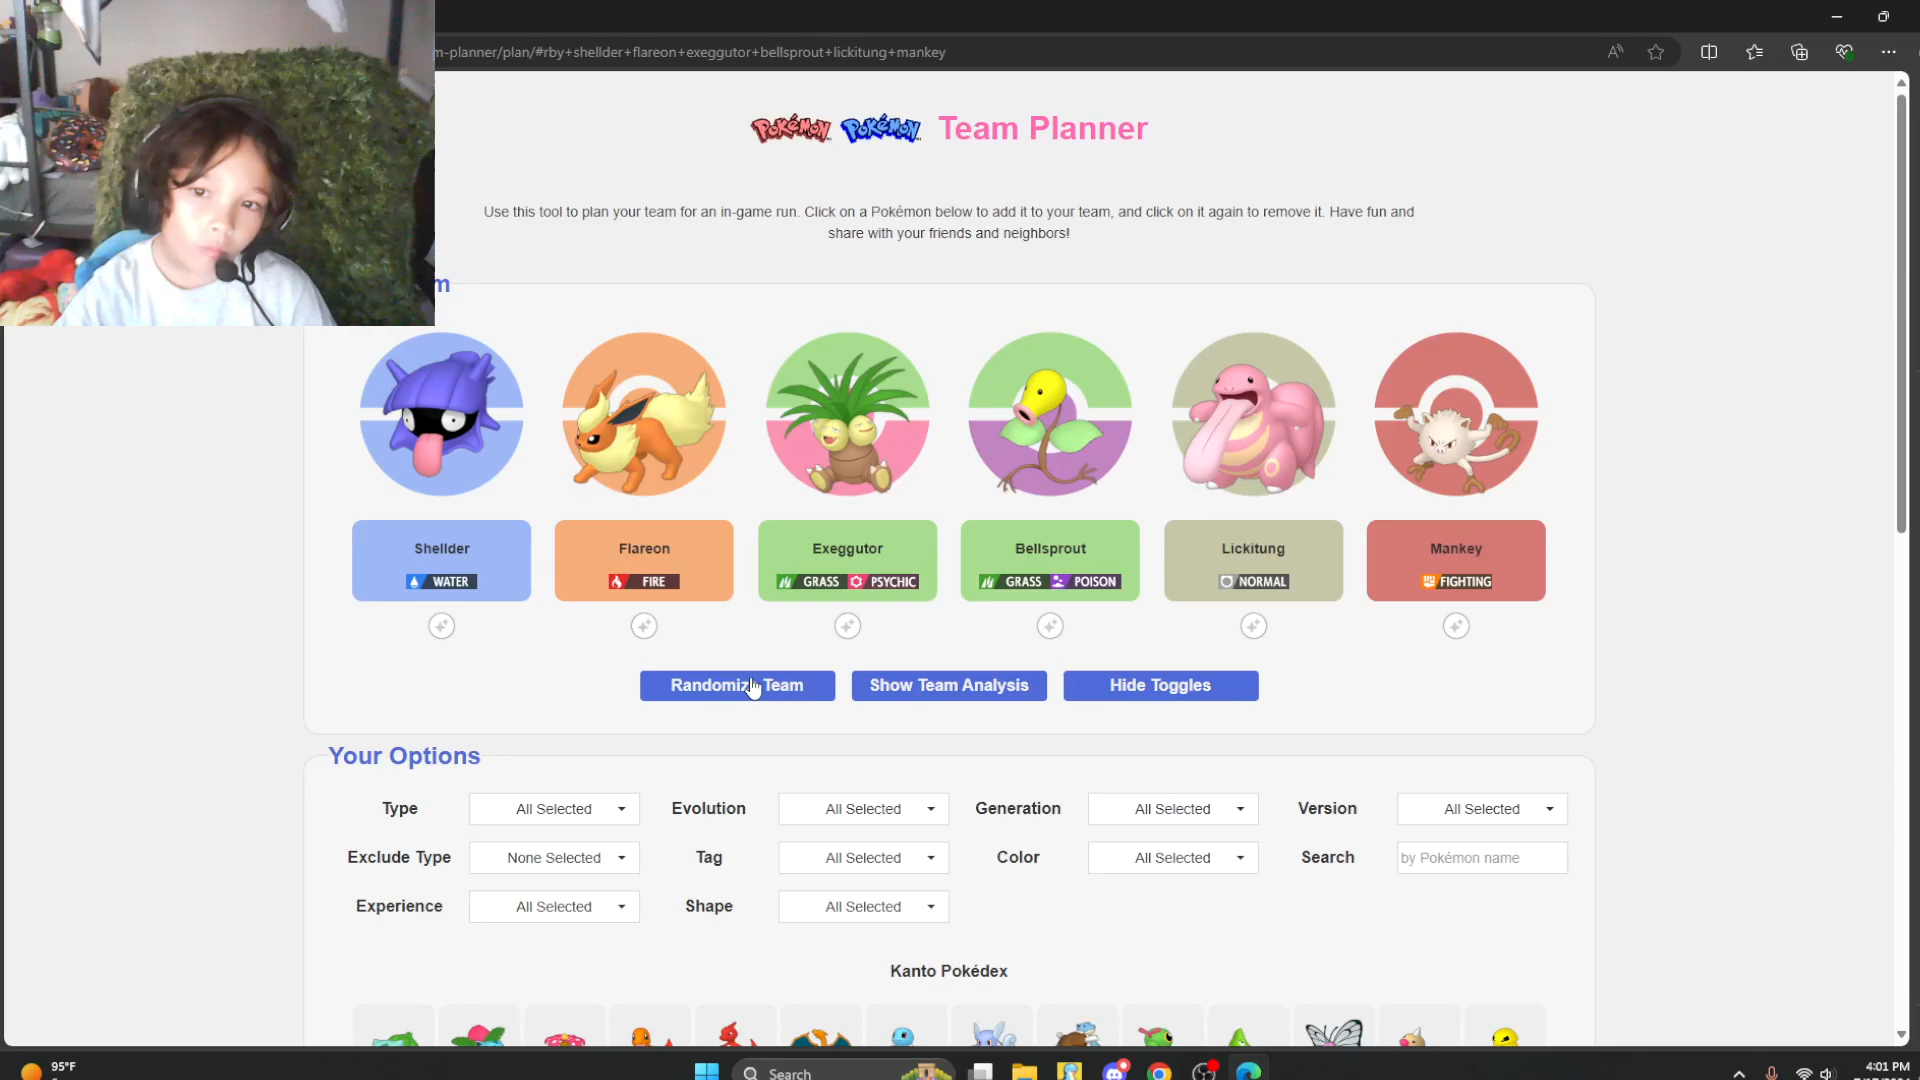 m-planner/plan/#rby+shellder+flareon+exeggutor+bellsprout+lickitung+mankey
POKéMON POKéMON Team Planner
Use this tool to plan your team for an in-game run. Click on a Pokémon below to add it to your team, and click on it again to remove it. Have fun and
share with your friends and neighbors!
m
Shellder Flareon Exeggutor Bellsprout Lickitung Mankey
WATER FIRE GRASS PSYCHIC GRASS POISON NORMAL FIGHTING
Team Show Team Analysis Hide Toggles
Your Options
Type All Selected Evolution All Selected Generation All Selected Version All Selected
Exclude Type None Selected Tag All Selected Color All Selected Search by Pokémon name
Experience All Selected Shape All Selected
Kanto Pokédex
95°F
Search
4:01 PM